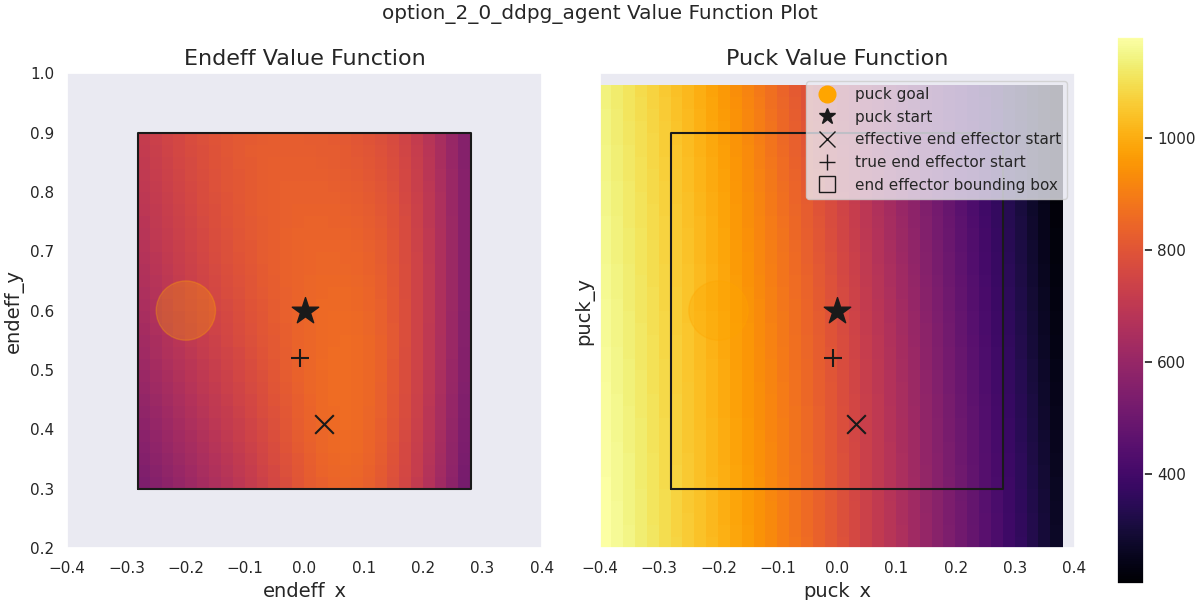 option_2_0_ddpg_agent Value Function Plot
Endeff Value Function
Puck Value Function
1.0
0.9
0.8
0.7
0.6
0.5
0.4
0.3
0.2
endeff_y
−0.4
−0.3
−0.2
−0.1
0.0
0.1
0.2
0.3
0.4
endeff_x
puck_y
puck goal
puck start
effective end effector start
true end effector start
end effector bounding box
−0.4
−0.3
−0.2
−0.1
0.0
0.1
0.2
0.3
0.4
puck_x
1000
800
600
400